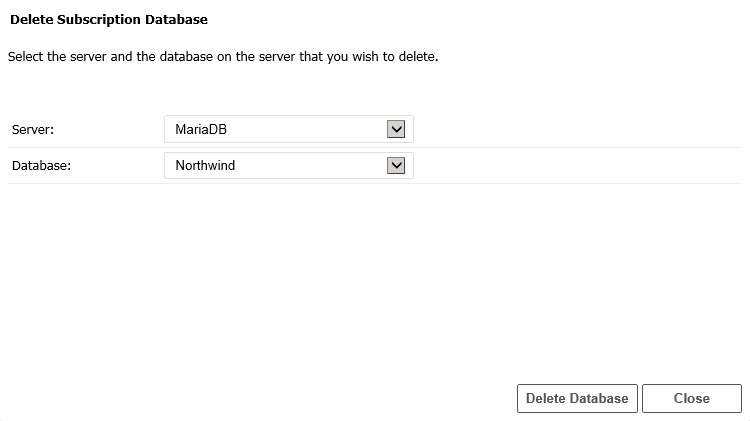 Delete Subscription Database
Select the server and the database on the server that you wish to delete.
Server: MariaDB
Database: Northwind
Delete Database Close